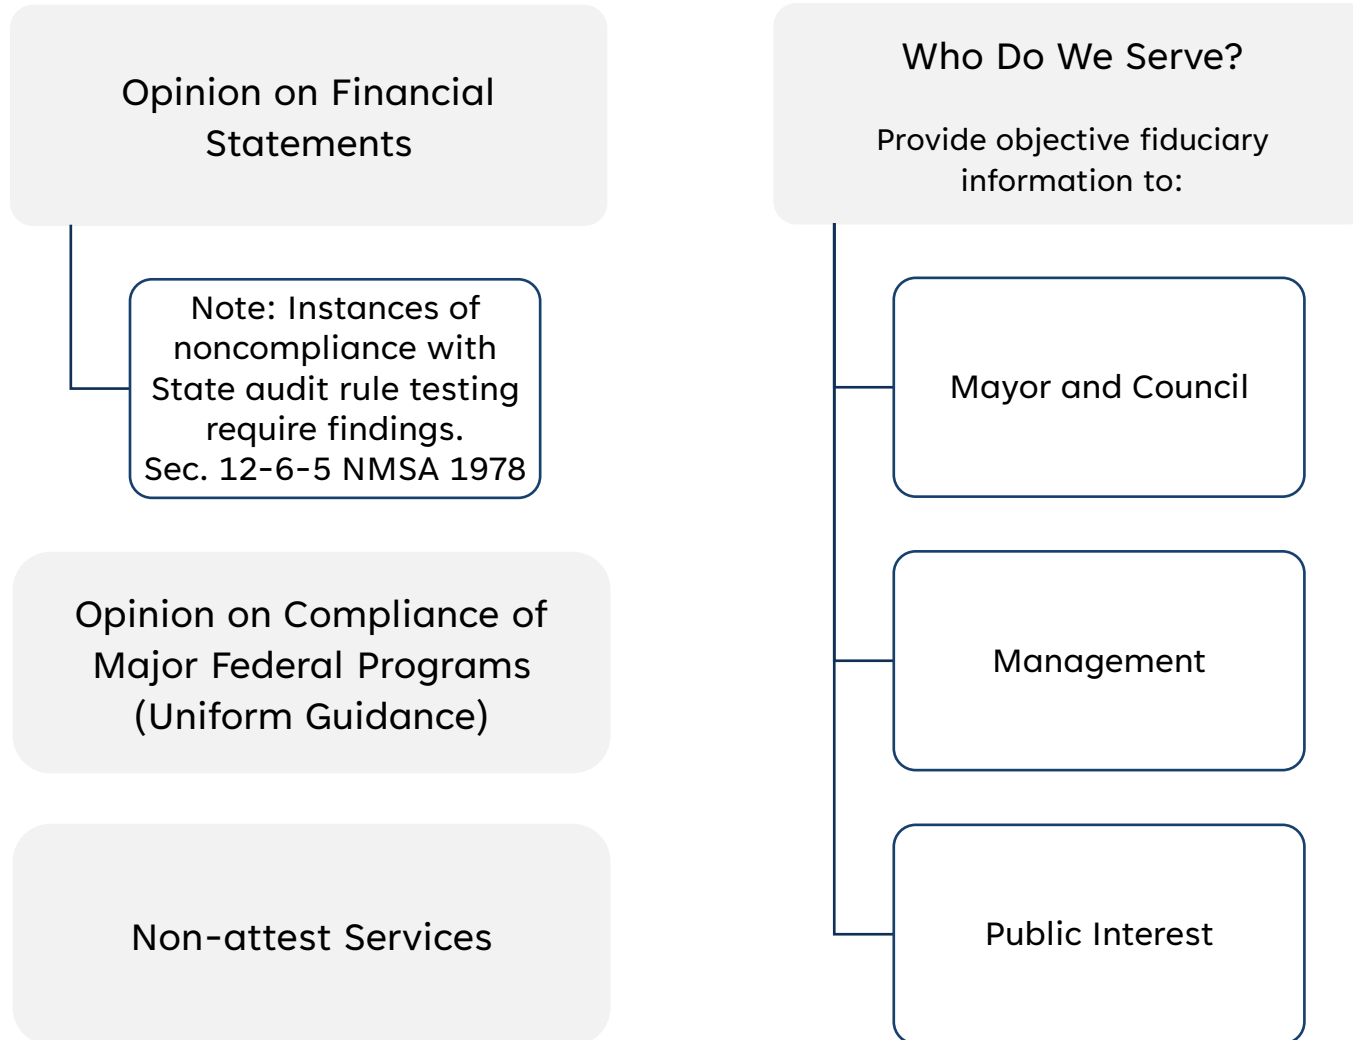 Opinion on Financial
Statements
Note: Instances of
noncompliance with
State audit rule testing
require findings.
Sec. 12-6-5 NMSA 1978
Opinion on Compliance of
Major Federal Programs
(Uniform Guidance)
Non-attest Services
Who Do We Serve?
Provide objective fiduciary
information to:
Mayor and Council
Management
Public Interest